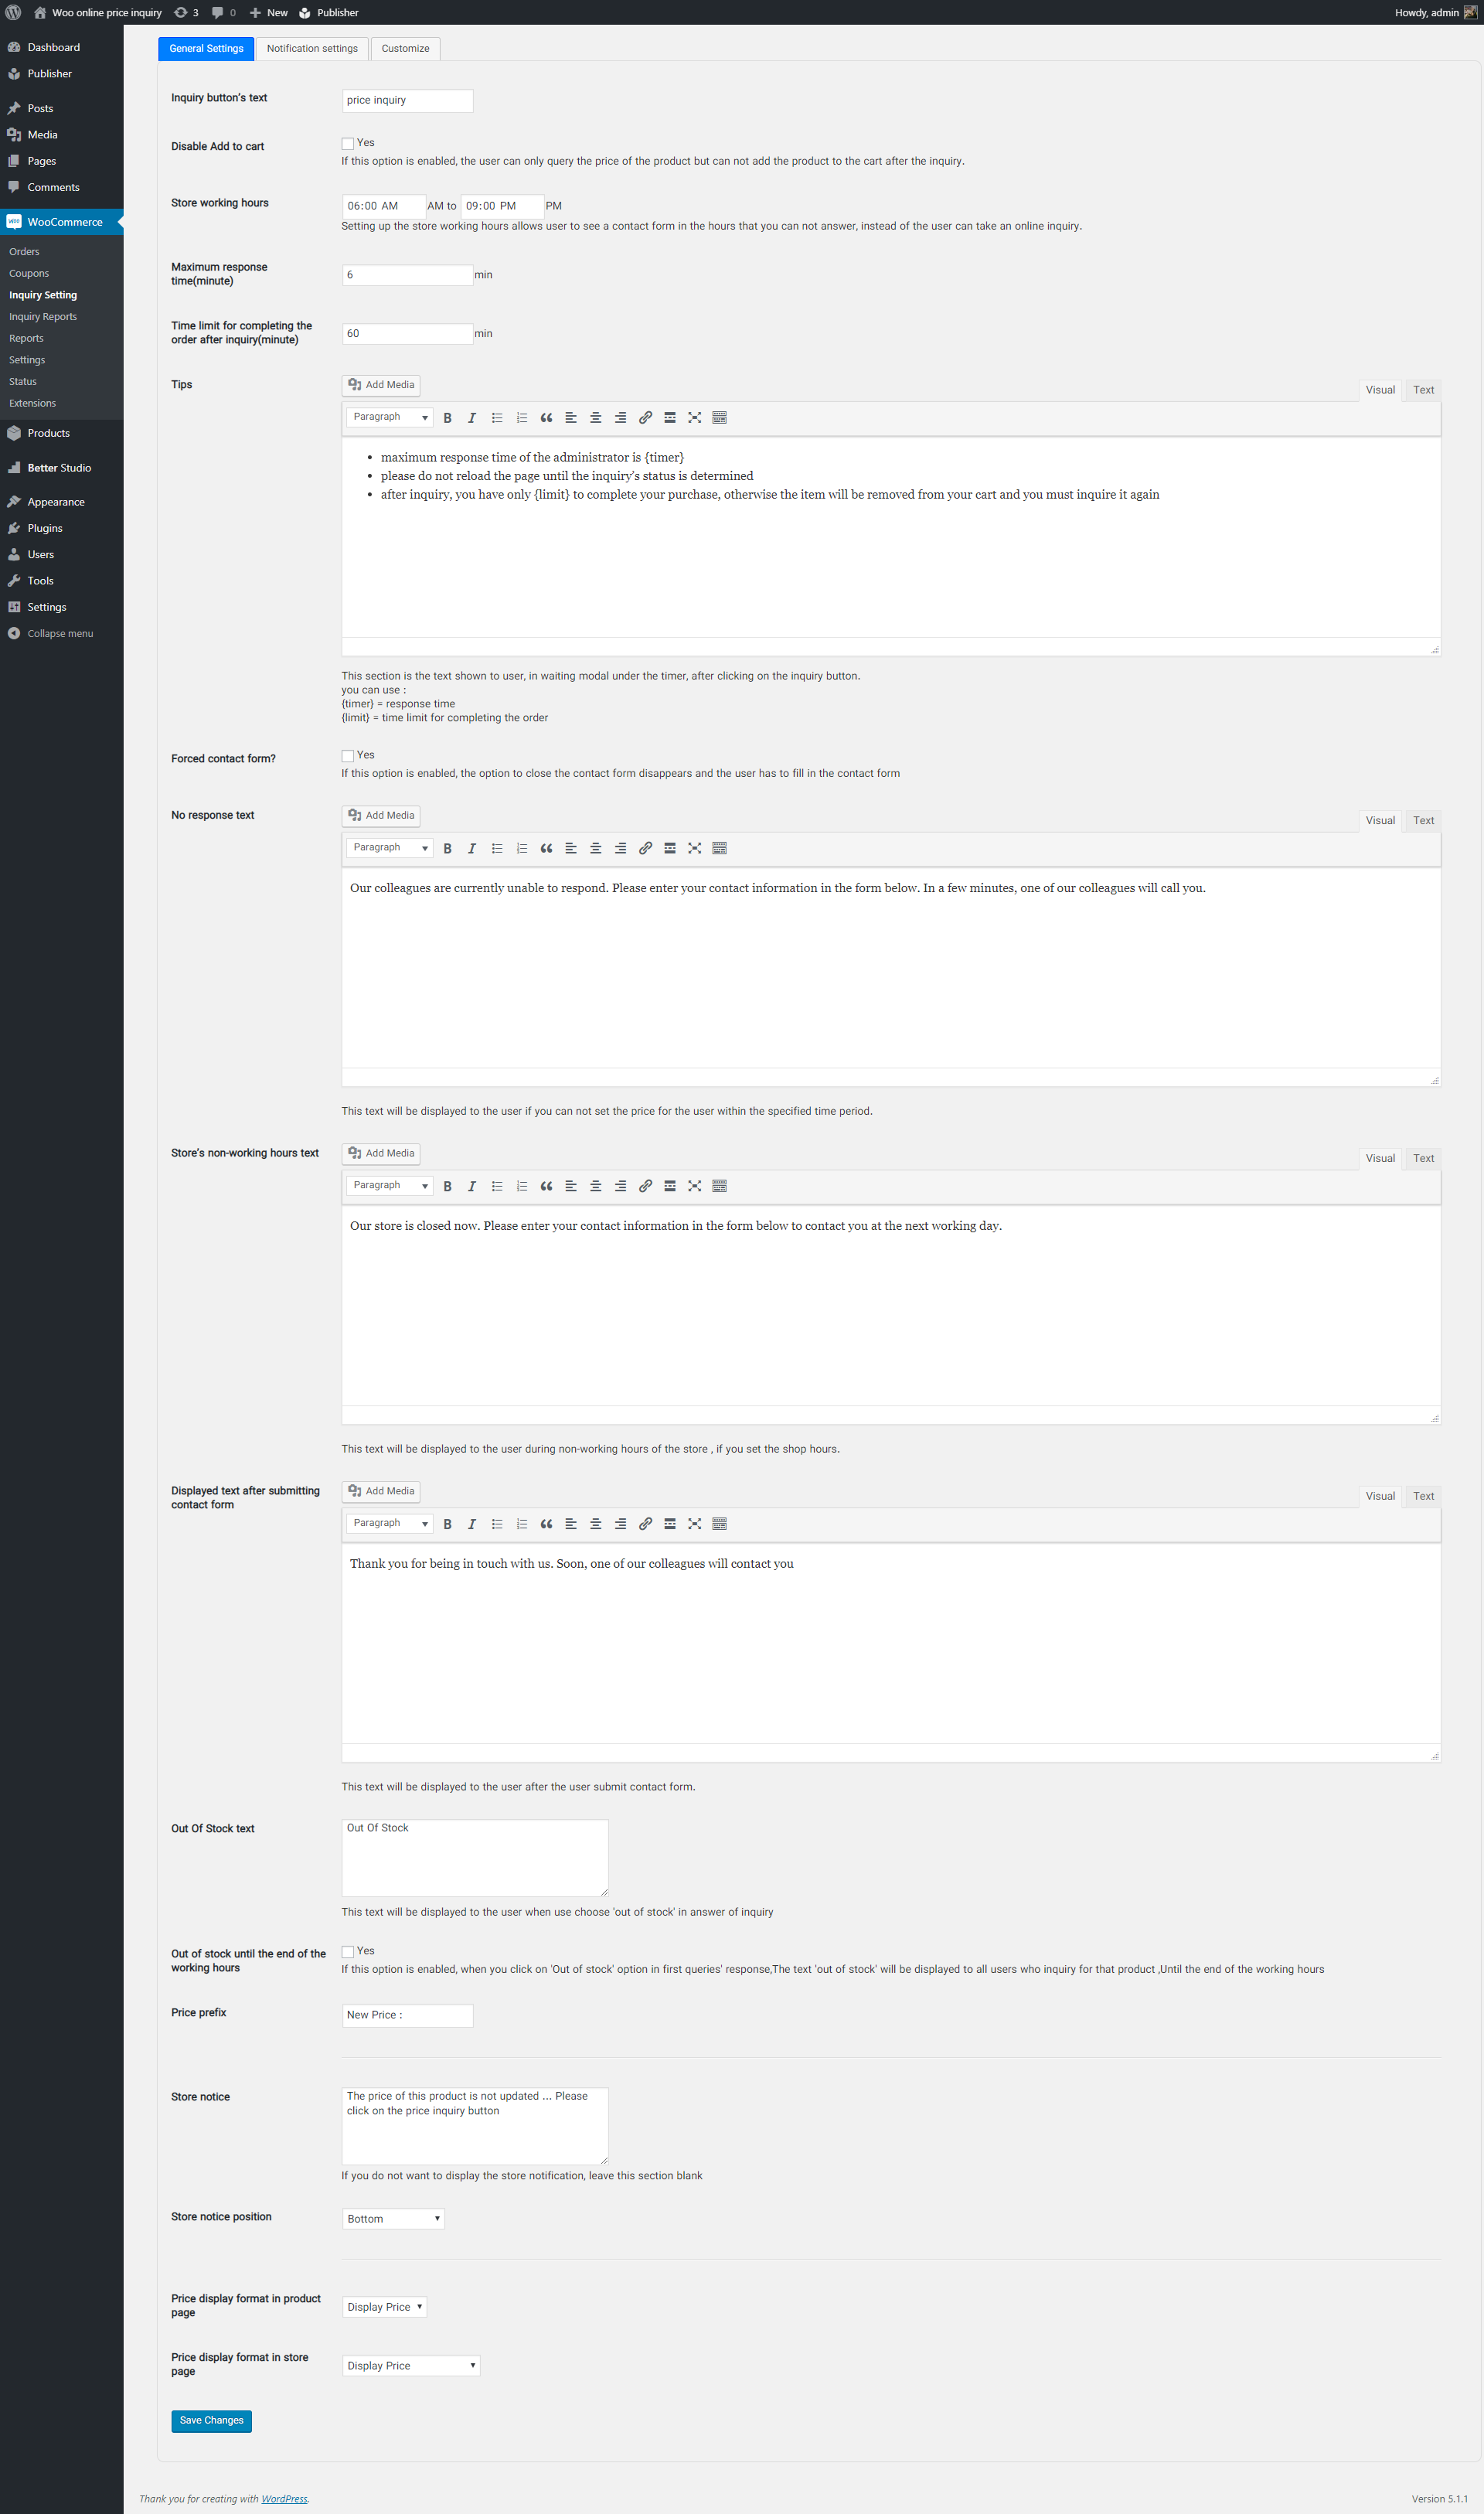 Woo online price inquiry 3 0 New Publisher Howdy, admin
Dashboard
Publisher
Posts
Media
Pages
Comments
WooCommerce
Orders
Coupons
Inquiry Setting
Inquiry Reports
Reports
Settings
Status
Extensions
Products
Better Studio
Appearance
Plugins
Users
Tools
Settings
Collapse menu
General Settings Notification settings Customize
Inquiry button's text price inquiry
Disable Add to cart Yes
If this option is enabled, the user can only query the price of the product but can not add the product to the cart after the inquiry.
Store working hours 06:00 AM AM to 09:00 PM PM
Setting up the store working hours allows user to see a contact form in the hours that you can not answer, instead of the user can take an online inquiry.
Maximum response
time(minute) 6 min
Time limit for completing the
order after inquiry(minute) 60 min
Tips Add Media Visual Text
Paragraph
• maximum response time of the administrator is {timer}
• please do not reload the page until the inquiry's status is determined
• after inquiry, you have only {limit} to complete your purchase, otherwise the item will be removed from your cart and you must inquire it again
This section is the text shown to user, in waiting modal under the timer, after clicking on the inquiry button.
you can use :
{timer} = response time
{limit} = time limit for completing the order
Forced contact form? Yes
If this option is enabled, the option to close the contact form disappears and the user has to fill in the contact form
No response text Add Media Visual Text
Paragraph
Our colleagues are currently unable to respond. Please enter your contact information in the form below. In a few minutes, one of our colleagues will call you.
This text will be displayed to the user if you can not set the price for the user within the specified time period.
Store's non-working hours text Add Media Visual Text
Paragraph
Our store is closed now. Please enter your contact information in the form below to contact you at the next working day.
This text will be displayed to the user during non-working hours of the store , if you set the shop hours.
Displayed text after submitting
contact form Add Media Visual Text
Paragraph
Thank you for being in touch with us. Soon, one of our colleagues will contact you
This text will be displayed to the user after the user submit contact form.
Out Of Stock text Out Of Stock
This text will be displayed to the user when use choose 'out of stock' in answer of inquiry
Out of stock until the end of the
working hours Yes
If this option is enabled, when you click on 'Out of stock' option in first queries' response,The text 'out of stock' will be displayed to all users who inquiry for that product ,Until the end of the working hours
Price prefix New Price :
Store notice The price of this product is not updated ... Please
click on the price inquiry button
If you do not want to display the store notification, leave this section blank
Store notice position Bottom
Price display format in product
page Display Price
Price display format in store
page Display Price
Save Changes
Thank you for creating with WordPress. Version 5.1.1